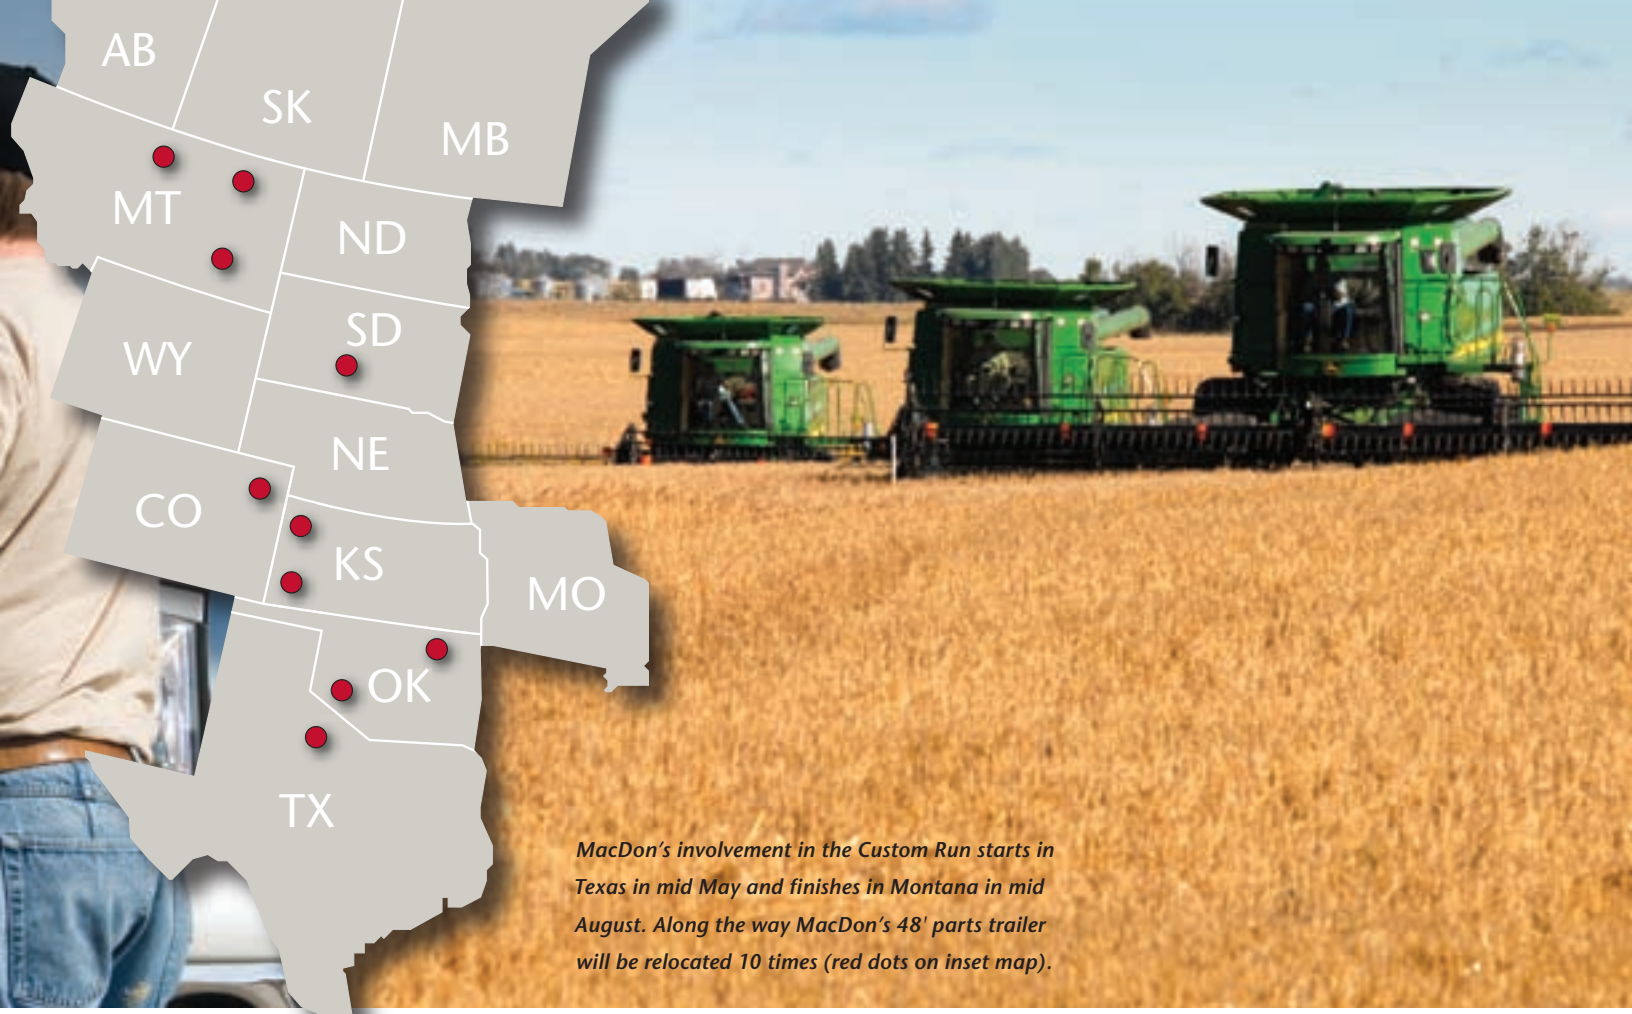 AB
SK
MB
MT
ND
SD
WY
NE
CO
KS
MO
OK
TX
MacDon's involvement in the Custom Run starts in
Texas in mid May and finishes in Montana in mid
August. Along the way MacDon's 48' parts trailer
will be relocated 10 times (red dots on inset map).